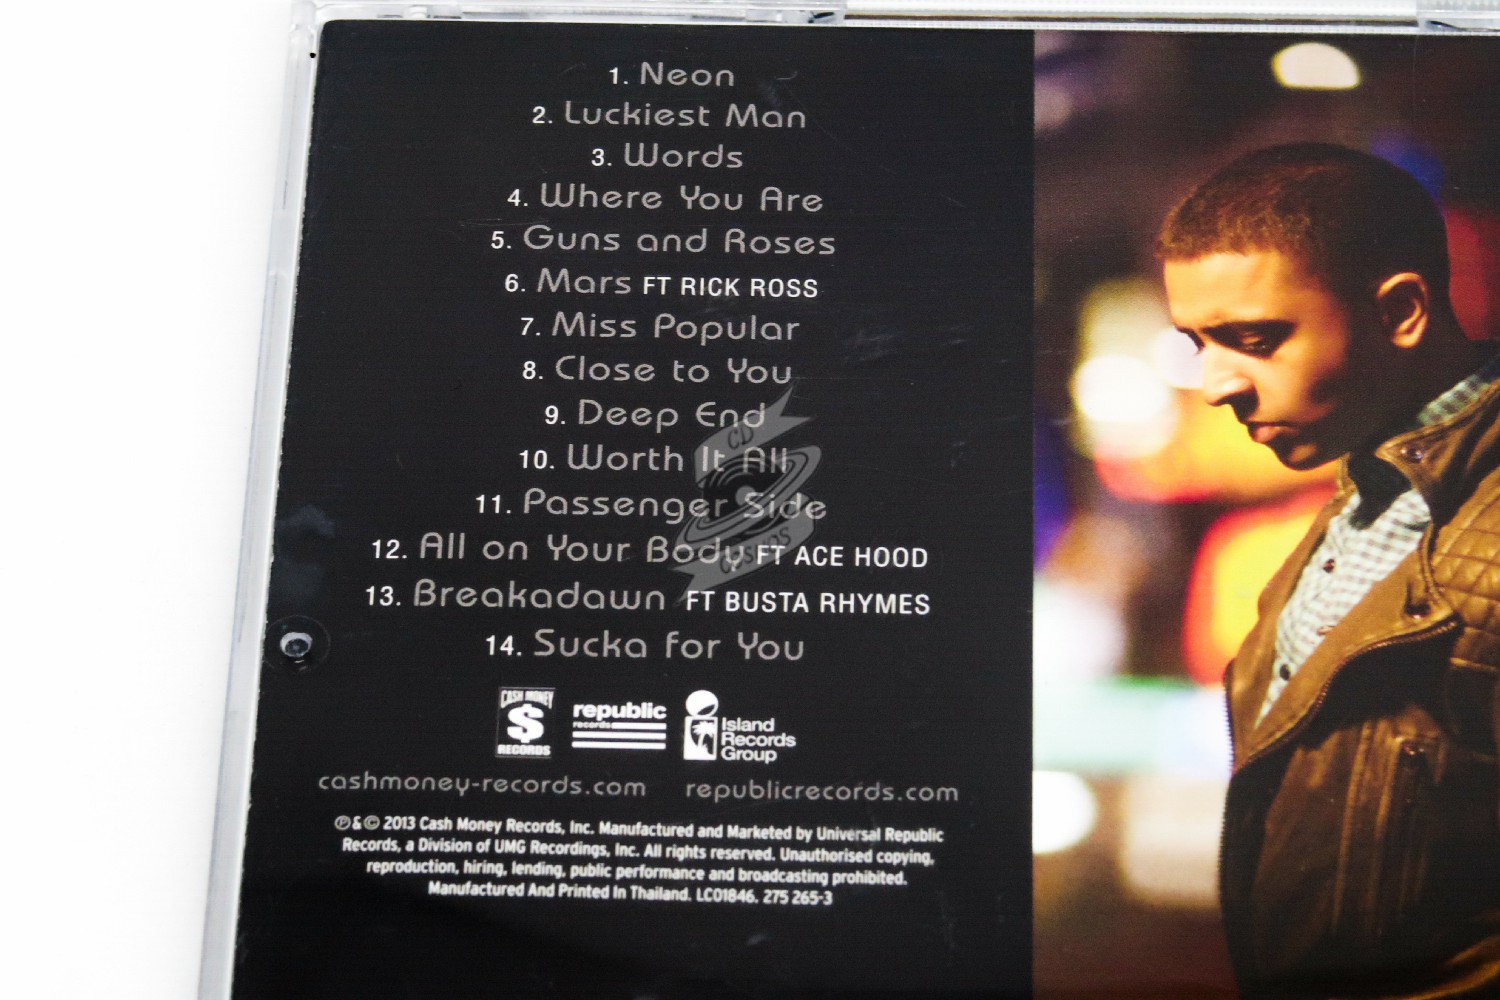 1. Neon
2. Luckiest Man
3. Words
4. Where You Are
5. Guns and Roses
6. Mars FT RICK ROSS
7. Miss Popular
8. Close to You
9. Deep End
10. Worth It All
11. Passenger Side
12. All on Your Body FT ACE HOOD
13. Breakadawn FT BUSTA RHYMES
14. Sucka for You
CD
COSMOS
CASH MONEY
$
RECORDS
republic
records
Island
Records
Group
cashmoney-records.com republicrecords.com
℗ & © 2013 Cash Money Records, Inc. Manufactured and Marketed by Universal Republic
Records, a Division of UMG Recordings, Inc. All rights reserved. Unauthorised copying,
reproduction, hiring, lending, public performance and broadcasting prohibited.
Manufactured And Printed In Thailand. LC01846. 275 265-3